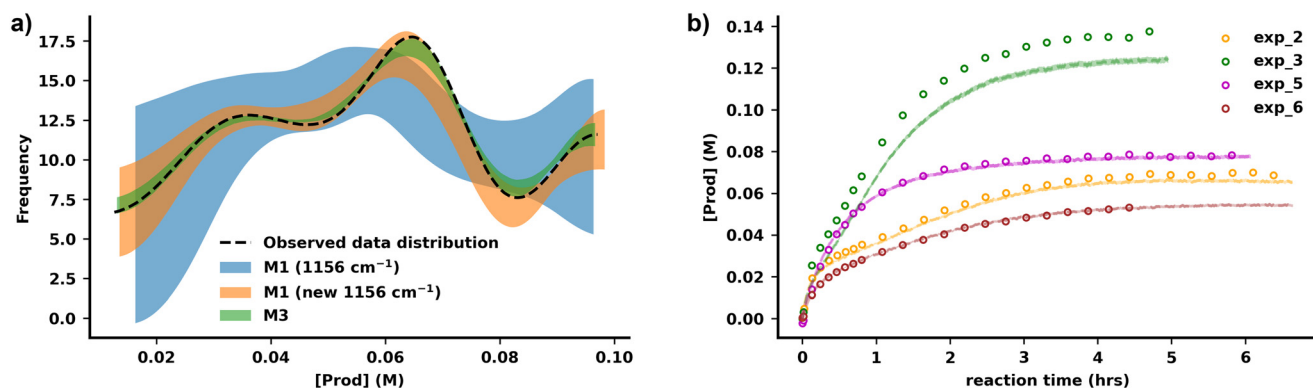 a)
17.5
15.0
12.5
10.0
7.5
5.0
2.5
0.0
Frequency
Observed data distribution
M1 (1156 cm⁻¹)
M1 (new 1156 cm⁻¹)
M3
0.02 0.04 0.06 0.08 0.10
[Prod] (M)
b)
0.14
0.12
0.10
0.08
0.06
0.04
0.02
0.00
[Prod] (M)
exp_2
exp_3
exp_5
exp_6
0 1 2 3 4 5 6
reaction time (hrs)